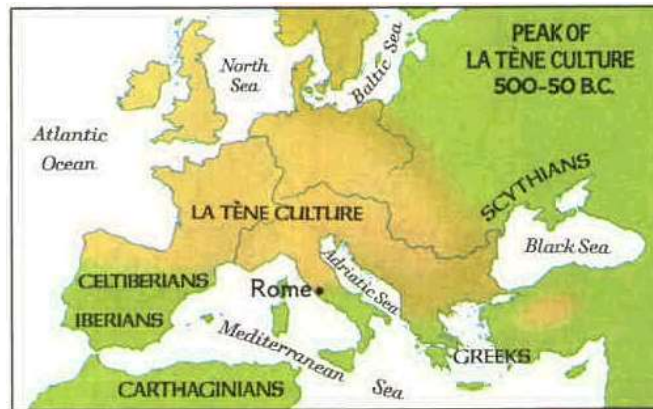 PEAK OF
LA TÈNE CULTURE
500–50 B.C.
North
Sea
Baltic Sea
Atlantic
Ocean
SCYTHIANS
LA TÈNE CULTURE
Black Sea
CELTIBERIANS
Adriatic Sea
Rome
IBERIANS
Mediterranean
Sea
GREEKS
CARTHAGINIANS